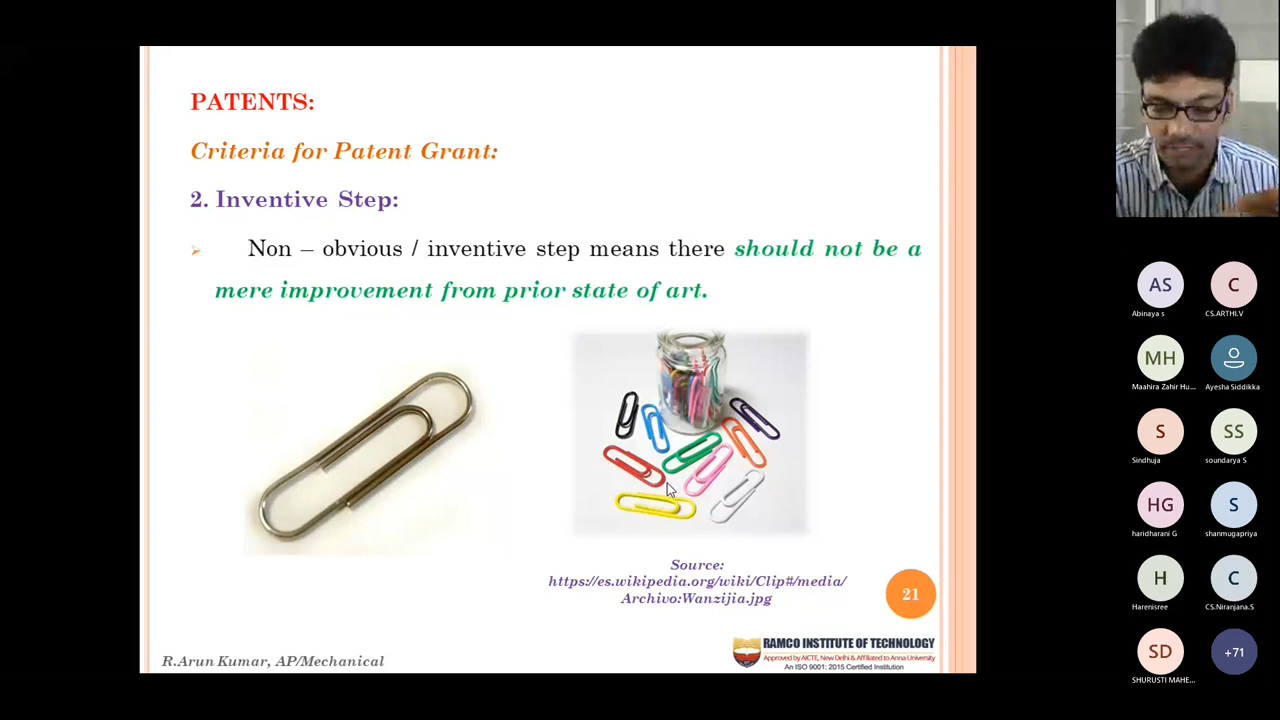 PATENTS:
Criteria for Patent Grant:
2. Inventive Step:
Non – obvious / inventive step means there should not be a
mere improvement from prior state of art.
Source:
https://es.wikipedia.org/wiki/Clip#/media/
Archivo:Wanzijia.jpg
21
R.Arun Kumar, AP/Mechanical
RAMCO INSTITUTE OF TECHNOLOGY
Approved by AICTE, New Delhi & Affiliated to Anna University
An ISO 9001: 2015 Certified Institution
AS
Abinaya s
C
CS.ARTHI.V
MH
Maahira Zahir Hu...
Ayesha Siddikka
S
Sindhuja
SS
soundarya S
HG
haridharani G
S
shanmugapriya
H
Harenisree
C
CS.Niranjana.S
SD
SHURUSTI MAHE...
+71